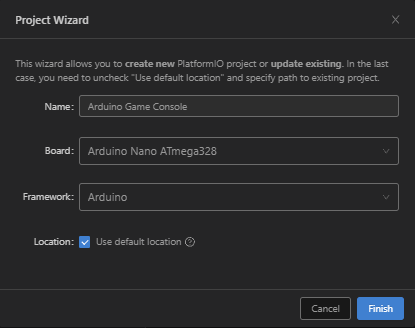 Project Wizard
This wizard allows you to create new PlatformIO project or update existing. In the last
case, you need to uncheck "Use default location" and specify path to existing project.
Name: Arduino Game Console
Board: Arduino Nano ATmega328
Framework: Arduino
Location: Use default location
Cancel Finish